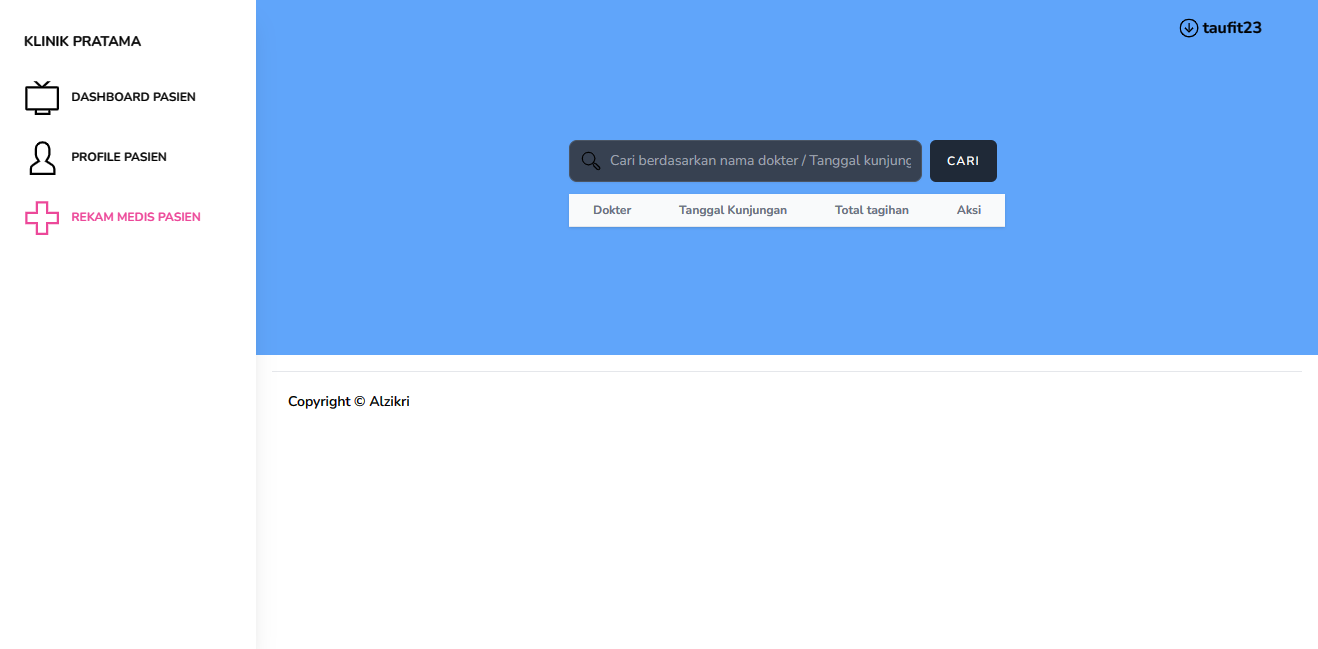 KLINIK PRATAMA
taufit23
DASHBOARD PASIEN
PROFILE PASIEN
REKAM MEDIS PASIEN
Cari berdasarkan nama dokter / Tanggal kunjung
CARI
Dokter Tanggal Kunjungan Total tagihan Aksi
Copyright © Alzikri